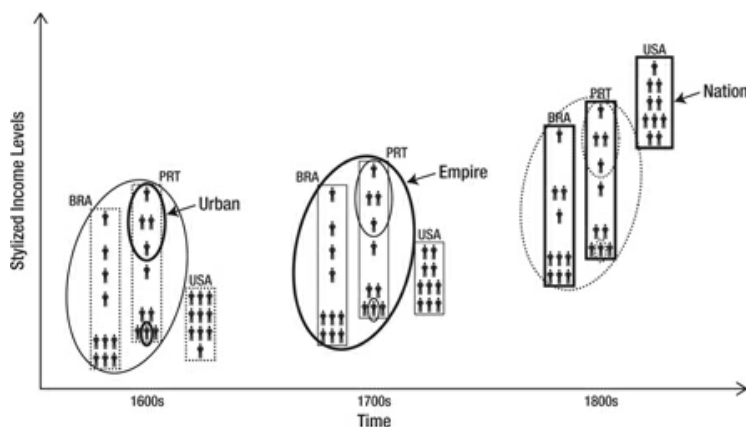 USA
Nation
BRA
PRT
PRT
BRA
Empire
PRT
BRA
Urban
USA
USA
Stylized Income Levels
1600s
1700s
1800s
Time